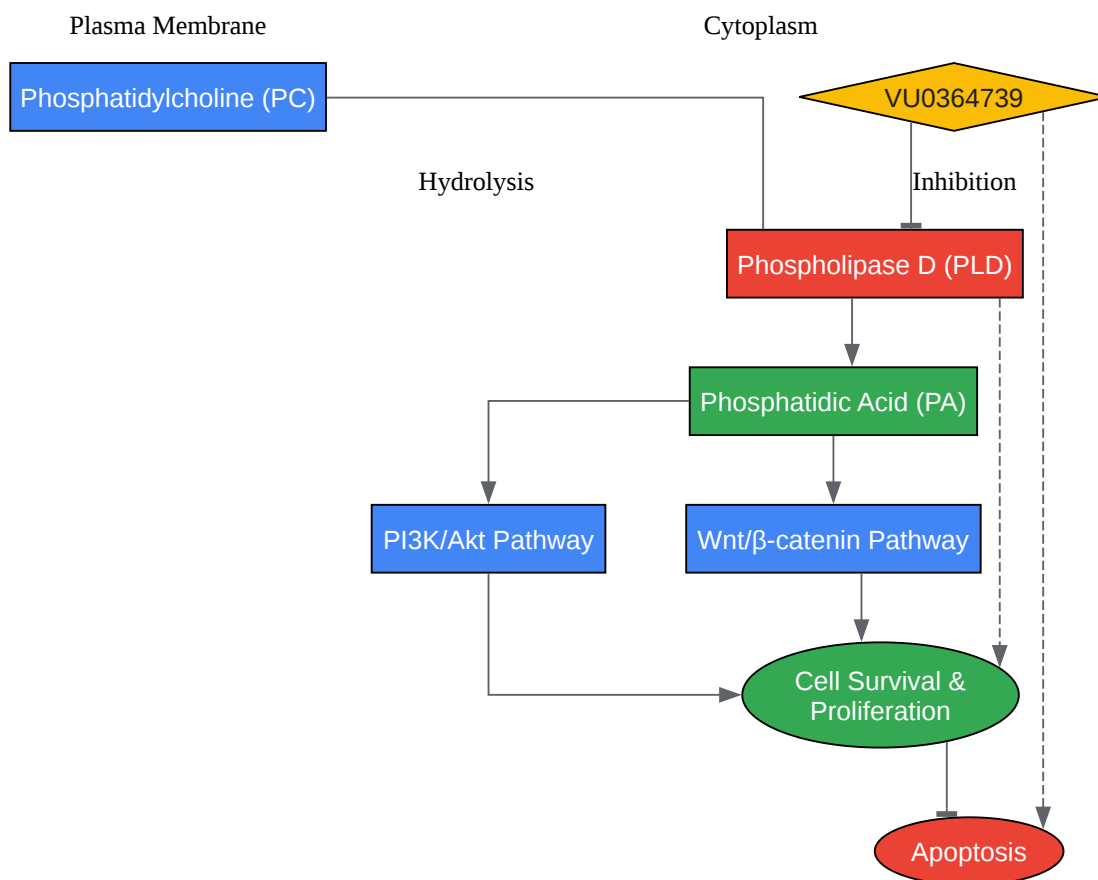 Plasma Membrane
Cytoplasm
Phosphatidylcholine (PC)
VU0364739
Hydrolysis
Inhibition
Phospholipase D (PLD)
Phosphatidic Acid (PA)
PI3K/Akt Pathway
Wnt/β-catenin Pathway
Cell Survival &
Proliferation
Apoptosis